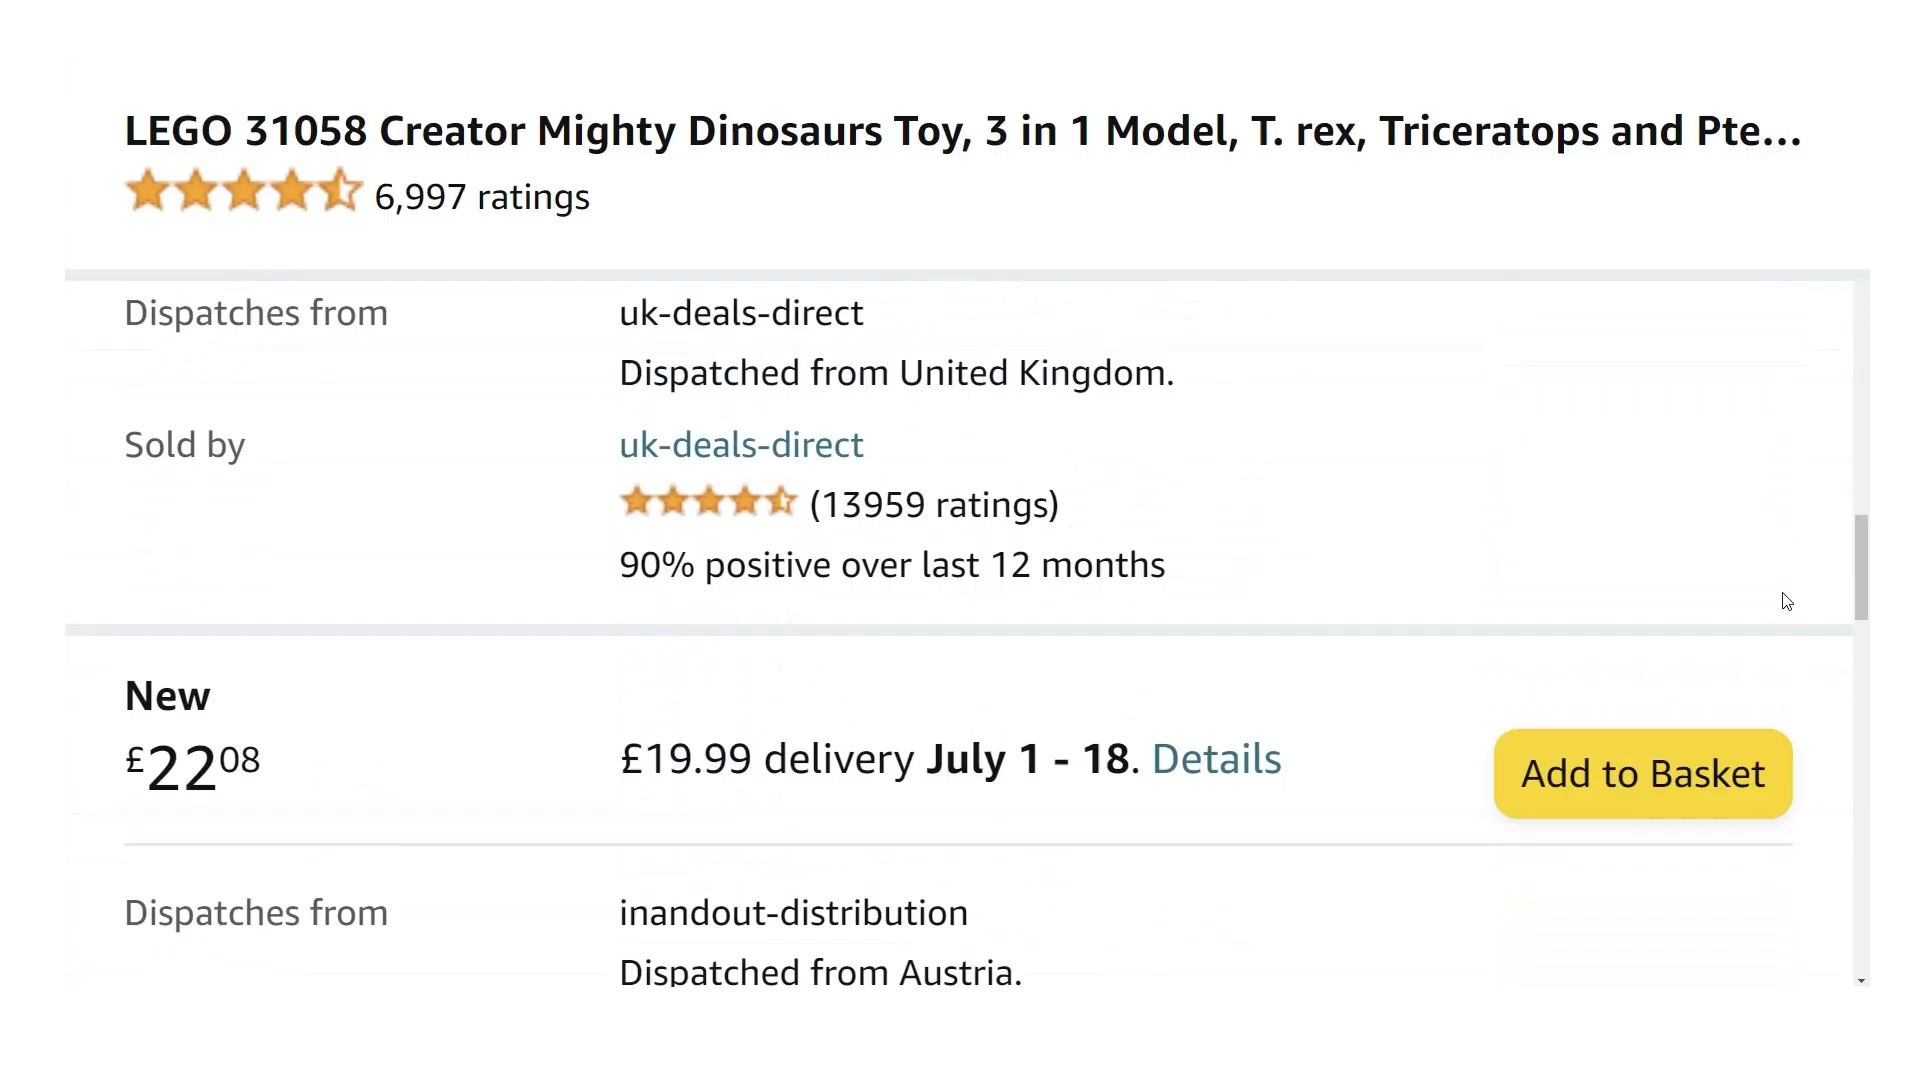 LEGO 31058 Creator Mighty Dinosaurs Toy, 3 in 1 Model, T. rex, Triceratops and Pte...
6,997 ratings
Dispatches from uk-deals-direct
Dispatched from United Kingdom.
Sold by uk-deals-direct
(13959 ratings)
90% positive over last 12 months
New
£2208 £19.99 delivery July 1 - 18. Details Add to Basket
Dispatches from inandout-distribution
Dispatched from Austria.